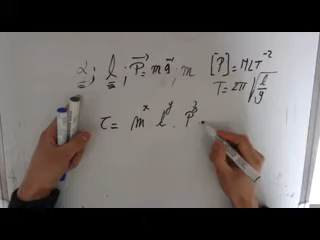 α ; l ; P⃗ = m g⃗ ; m [P] = MLT⁻²
T = 2π √(l/g)
τ = m^x l^y . P^z .